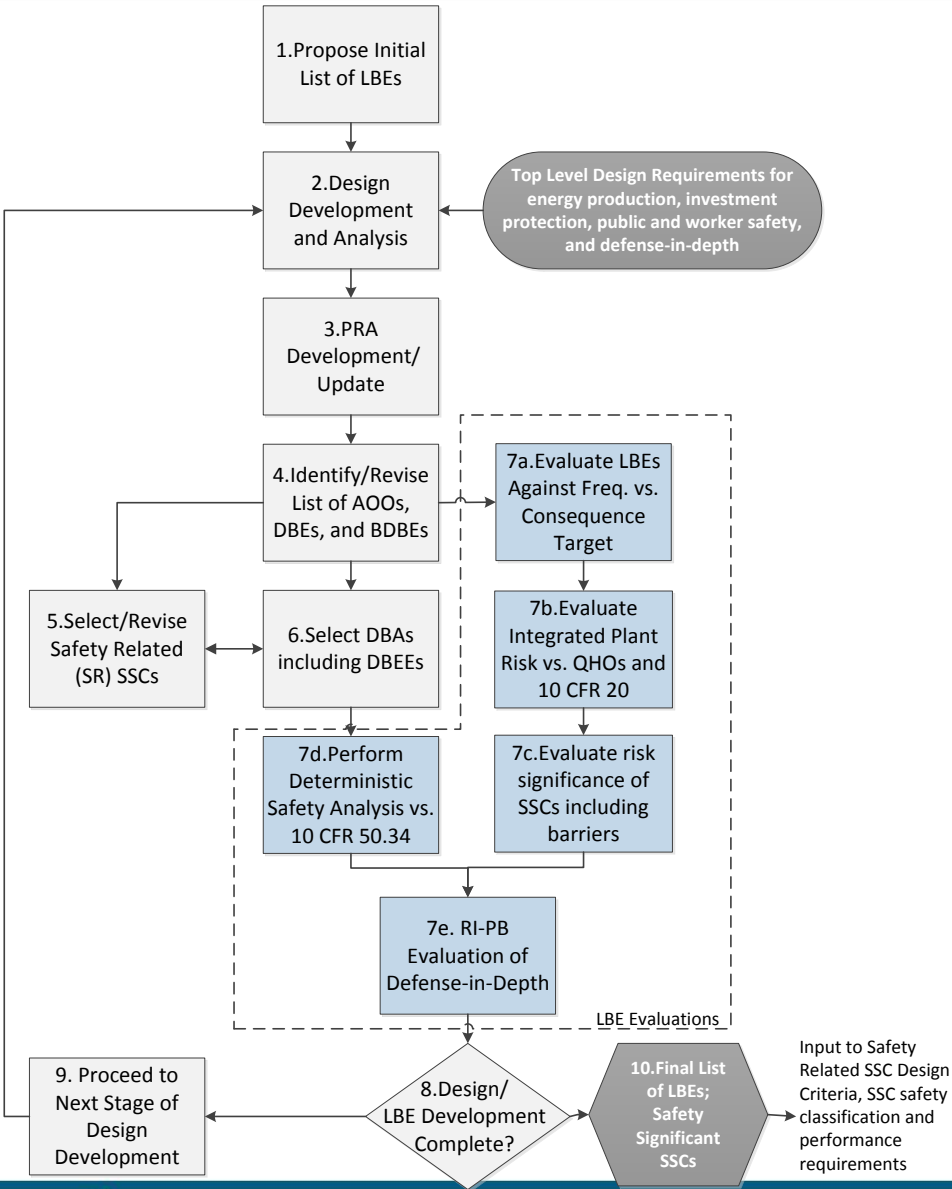 1.Propose Initial
List of LBEs
2.Design
Development
and Analysis
Top Level Design Requirements for
energy production, investment
protection, public and worker safety,
and defense-in-depth
3.PRA
Development/
Update
4.Identify/Revise
List of AOOs,
DBEs, and BDBEs
7a.Evaluate LBEs
Against Freq. vs.
Consequence
Target
5.Select/Revise
Safety Related
(SR) SSCs
6.Select DBAs
including DBEEs
7b.Evaluate
Integrated Plant
Risk vs. QHOs and
10 CFR 20
7d.Perform
Deterministic
Safety Analysis vs.
10 CFR 50.34
7c.Evaluate risk
significance of
SSCs including
barriers
7e. RI-PB
Evaluation of
Defense-in-Depth
LBE Evaluations
9. Proceed to
Next Stage of
Design
Development
8.Design/
LBE Development
Complete?
10.Final List
of LBEs;
Safety
Significant
SSCs
Input to Safety
Related SSC Design
Criteria, SSC safety
classification and
performance
requirements